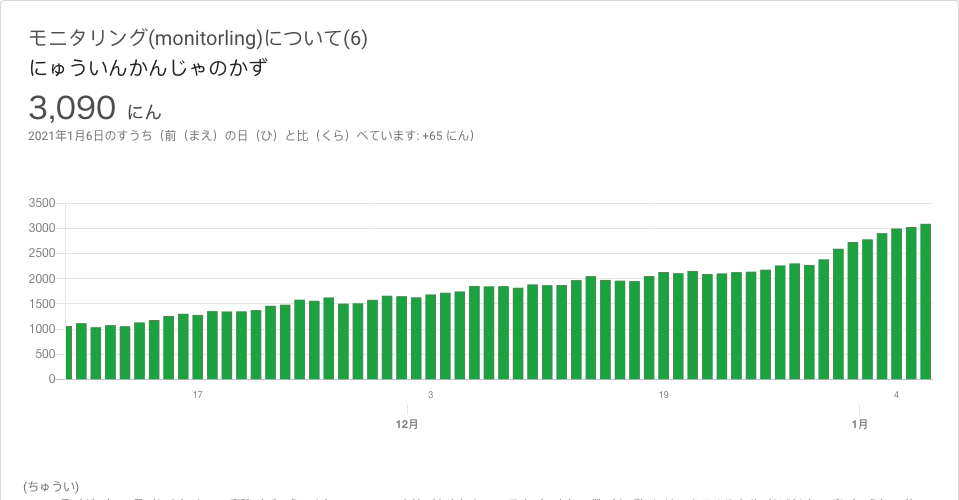 モニタリング(monitorling)について(6)
にゅういんかんじゃのかず
3,090 にん
2021年1月6日のすうち（前（まえ）の日（ひ）と比（くら）べています: +65 にん）
3500
3000
2500
2000
1500
1000
500
0
17
3
19
4
12月
1月
(ちゅうい)